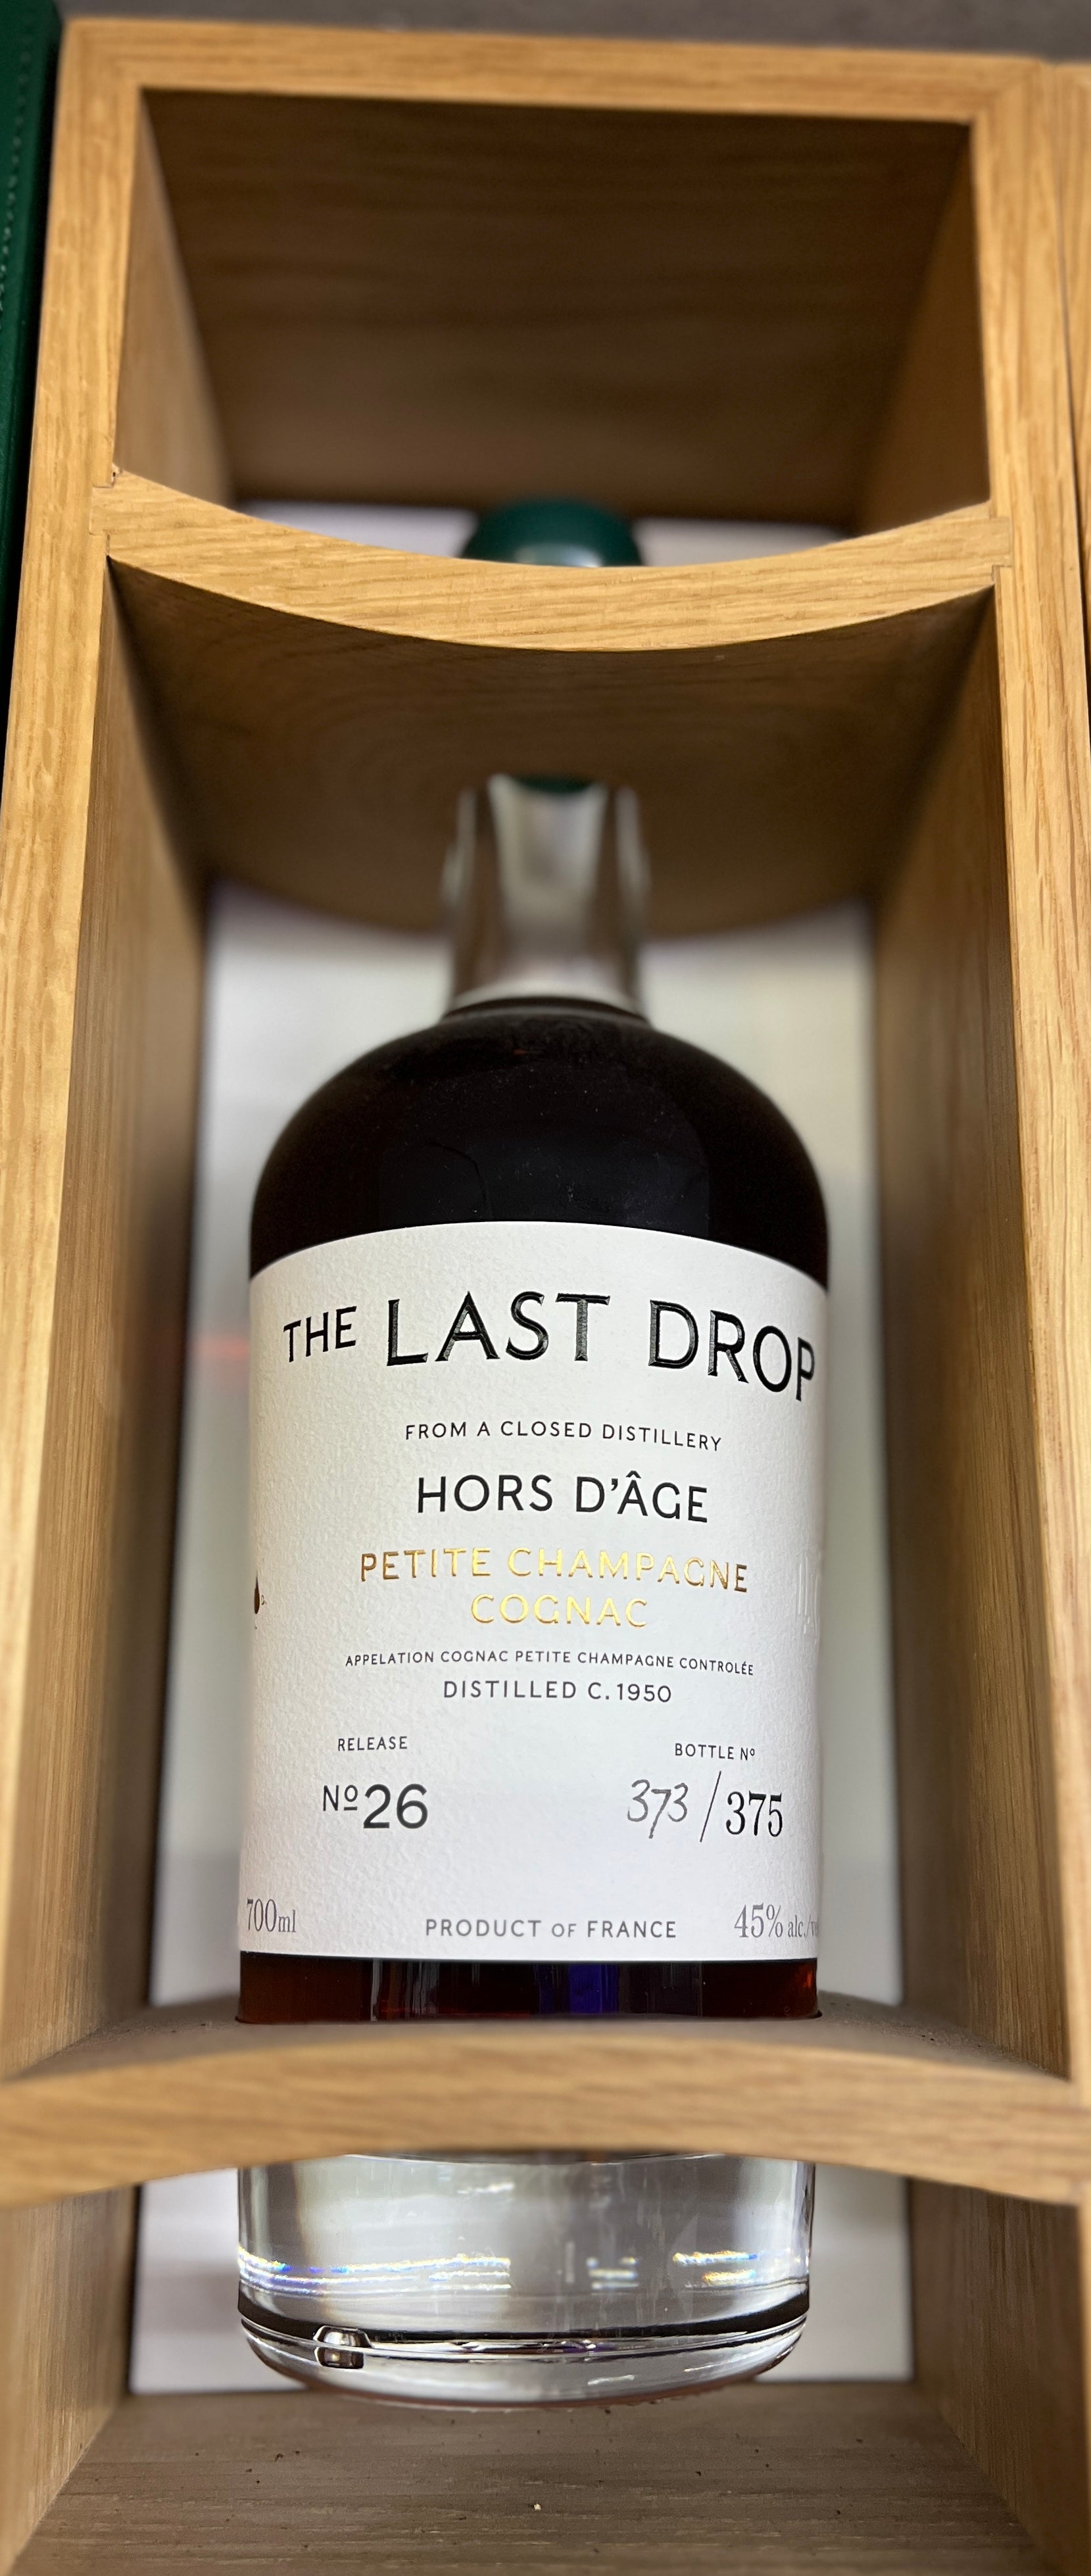 THE LAST DROP
FROM A CLOSED DISTILLERY
HORS D'ÂGE
PETITE CHAMPAGNE
COGNAC
APPELATION COGNAC PETITE CHAMPAGNE CONTROLÉE
DISTILLED C.1950
RELEASE
Nº26
BOTTLE Nº
373/375
700ml
PRODUCT OF FRANCE
45% alc./